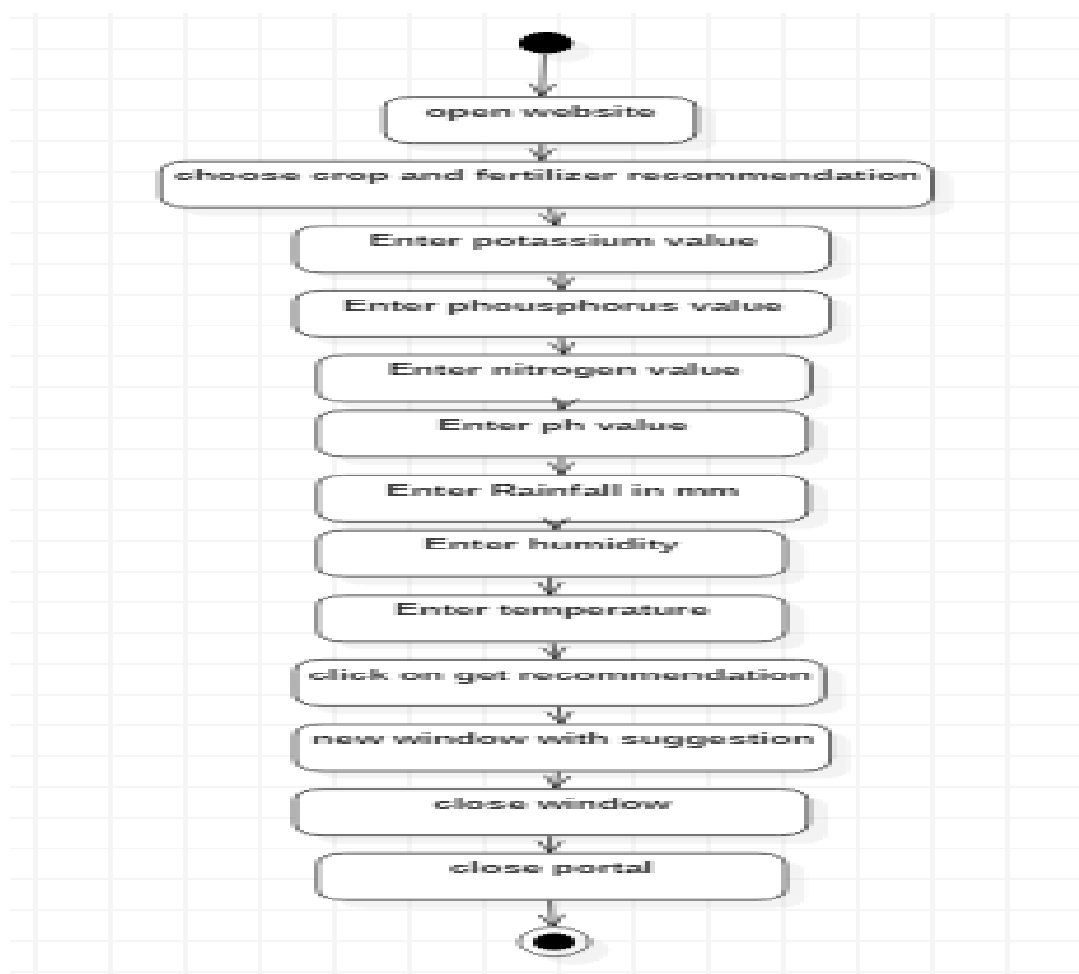 open website
choose crop and fertilizer recommendation
Enter potassium value
Enter phousphorus value
Enter nitrogen value
Enter ph value
Enter Rainfall in mm
Enter humidity
Enter temperature
click on get recommendation
new window with suggestion
close window
close portal